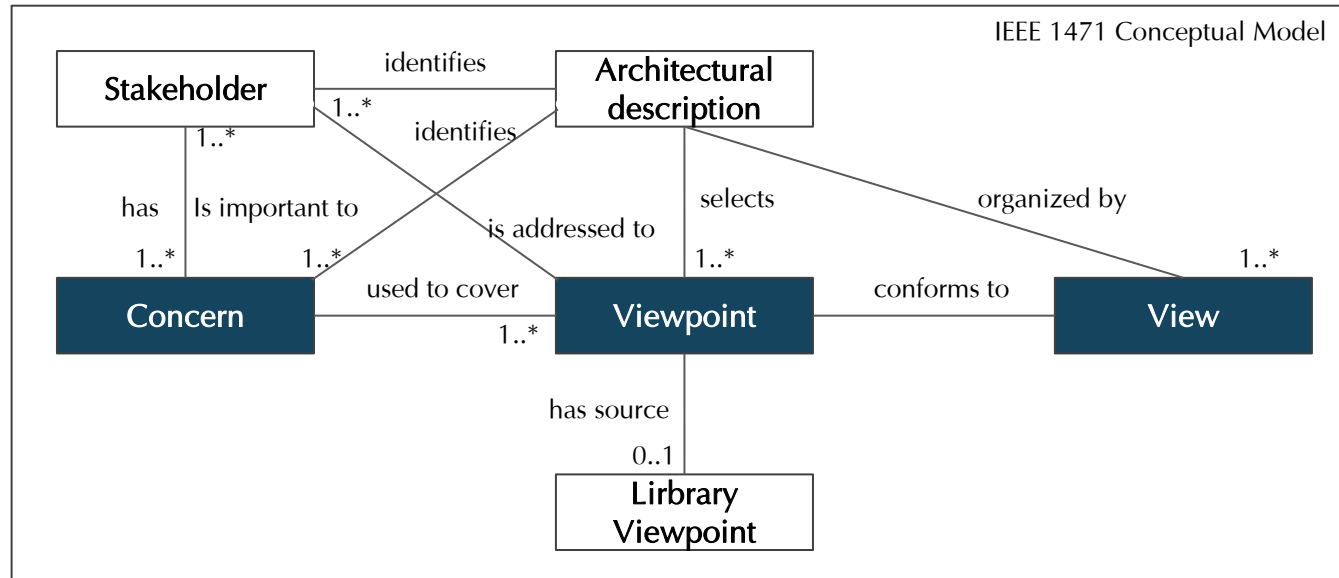 IEEE 1471 Conceptual Model
identifies
Stakeholder
Architectural
description
1..*
identifies
1..*
has
Is important to
selects
organized by
is addressed to
1..*
1..*
1..*
1..*
used to cover
conforms to
Concern
Viewpoint
View
1..*
has source
0..1
Lirbrary
Viewpoint